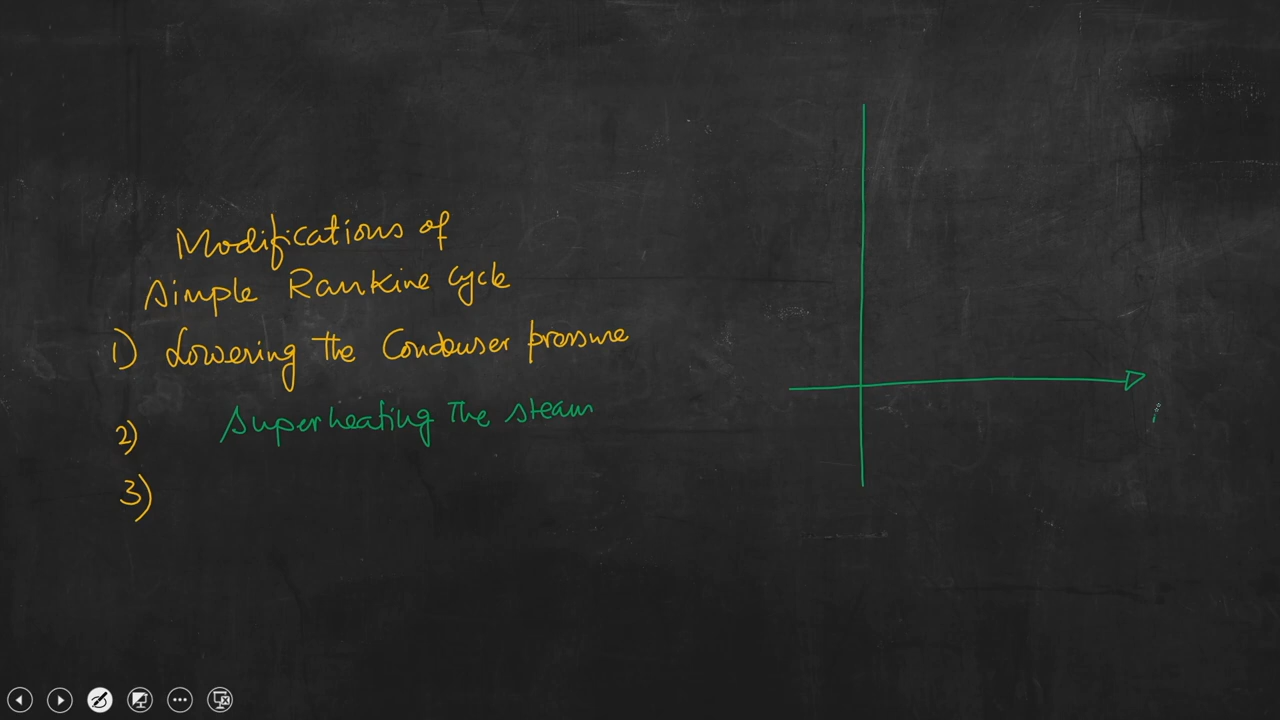 Modifications of
Simple Rankine Cycle
1) Lowering the Condenser pressure
2) Superheating the steam
3)